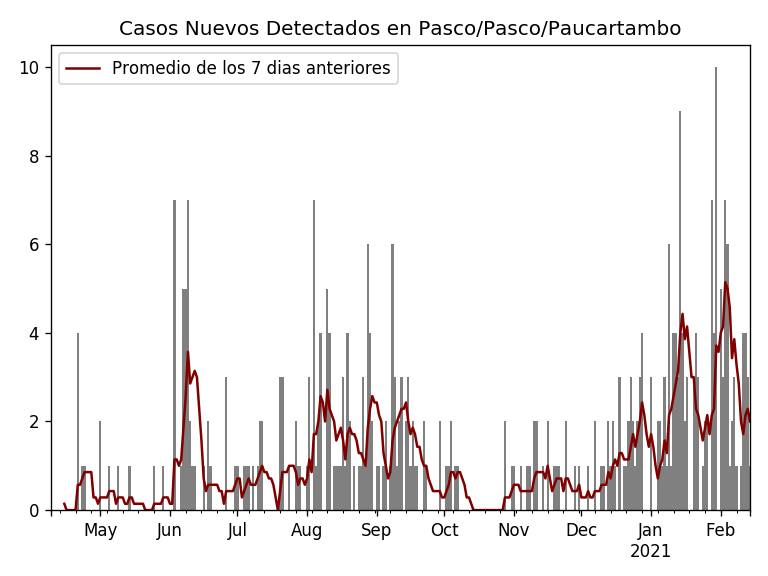 Casos Nuevos Detectados en Pasco/Pasco/Paucartambo
Promedio de los 7 dias anteriores
10
8
6
4
2
0
May Jun Jul Aug Sep Oct Nov Dec Jan Feb
2021